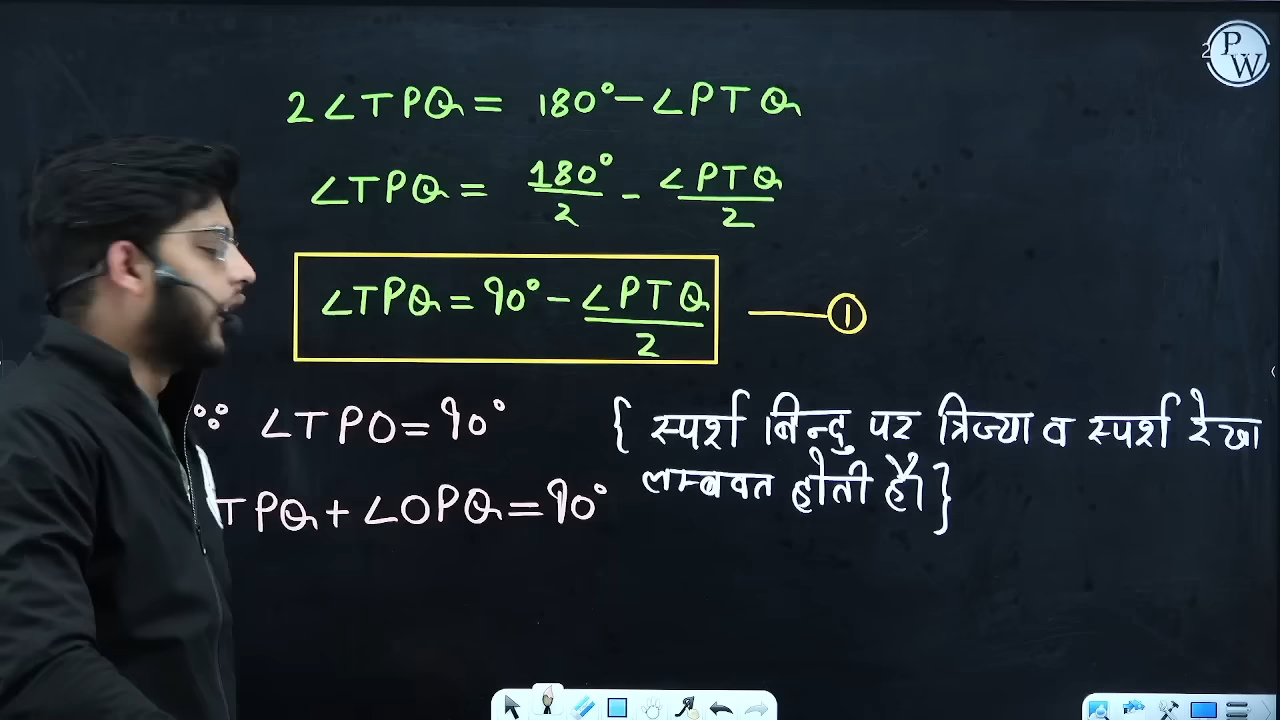 P W
2∠TPQ = 180° - ∠PTQ
∠TPQ = 180°/2 - ∠PTQ/2
∠TPQ = 90° - ∠PTQ/2 ①
∵ ∠TPO = 90° { स्पर्श बिन्दु पर त्रिज्या व स्पर्श रेखा
लम्बवत होती हैं। }
TPQ + ∠OPQ = 90°